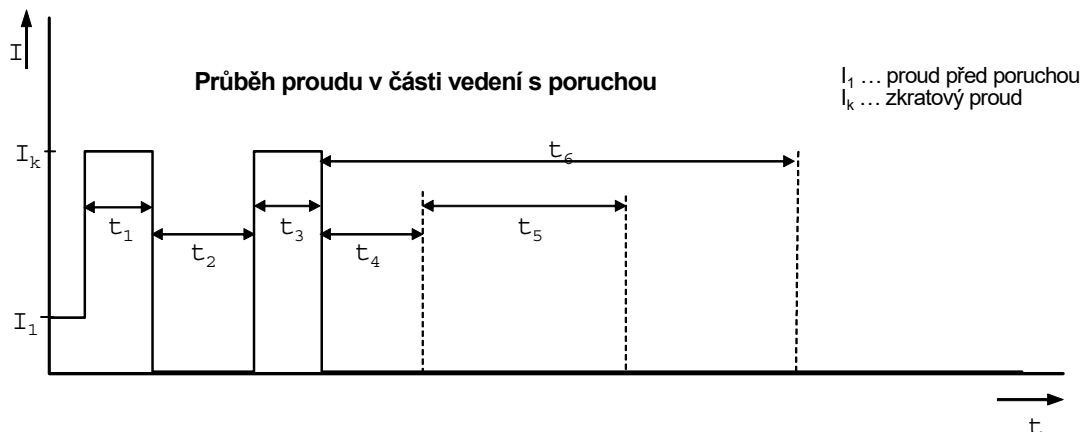 I
Průběh proudu v části vedení s poruchou
I₁ … proud před poruchou
Iₖ … zkratový proud
Iₖ
t₆
t₁
t₃
t₅
t₂
t₄
I₁
t